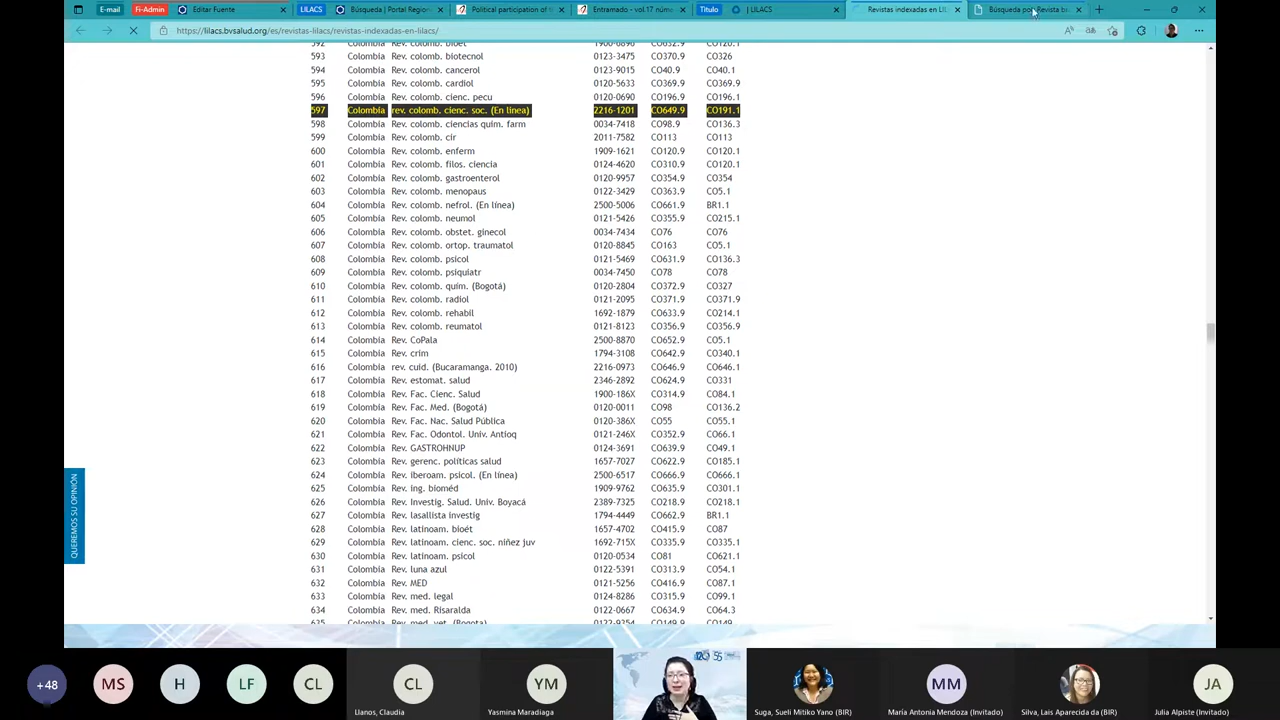 E-mail Fi-Admin Editar Fuente LILACS Búsqueda | Portal Region Political participation of Entramado - vol.17 núme Título | LILACS Revistas indexadas en LIL Búsqueda por Revista
https://lilacs.bvsalud.org/es/revistas-lilacs/revistas-indexadas-en-lilacs/
592 Colombia Rev. colomb. bioét 1900-6896 CO632.9 CO120.1
593 Colombia Rev. colomb. biotecnol 0123-3475 CO370.9 CO326
594 Colombia Rev. colomb. cancerol 0123-9015 CO40.9 CO40.1
595 Colombia Rev. colomb. cardiol 0120-5633 CO369.9 CO369.9
596 Colombia Rev. colomb. cienc. pecu 0120-0690 CO196.9 CO196.1
597 Colombia rev. colomb. cienc. soc. (En línea) 2216-1201 CO649.9 CO191.1
598 Colombia Rev. colomb. ciencias quim. farm 0034-7418 CO98.9 CO136.3
599 Colombia Rev. colomb. cir 2011-7582 CO113 CO113
600 Colombia Rev. colomb. enferm 1909-1621 CO120.9 CO120.1
601 Colombia Rev. colomb. filos. ciencia 0124-4620 CO310.9 CO120.1
602 Colombia Rev. colomb. gastroenterol 0120-9957 CO354.9 CO354
603 Colombia Rev. colomb. menopaus 0122-3429 CO363.9 CO5.1
604 Colombia Rev. colomb. nefrol. (En línea) 2500-5006 CO661.9 BR1.1
605 Colombia Rev. colomb. neumol 0121-5426 CO355.9 CO215.1
606 Colombia Rev. colomb. obstet. ginecol 0034-7434 CO76 CO76
607 Colombia Rev. colomb. ortop. traumatol 0120-8845 CO163 CO5.1
608 Colombia Rev. colomb. psicol 0121-5469 CO631.9 CO136.3
609 Colombia Rev. colomb. psiquiatr 0034-7450 CO78 CO78
610 Colombia Rev. colomb. quím. (Bogotá) 0120-2804 CO372.9 CO327
611 Colombia Rev. colomb. radiol 0121-2095 CO371.9 CO371.9
612 Colombia Rev. colomb. rehabil 1692-1879 CO633.9 CO214.1
613 Colombia Rev. colomb. reumatol 0121-8123 CO356.9 CO356.9
614 Colombia Rev. CoPala 2500-8870 CO652.9 CO5.1
615 Colombia Rev. crim 1794-3108 CO642.9 CO340.1
616 Colombia rev. cuid. (Bucaramanga. 2010) 2216-0973 CO646.9 CO646.1
617 Colombia Rev. estomat. salud 2346-2892 CO624.9 CO331
618 Colombia Rev. Fac. Cienc. Salud 1900-186X CO314.9 CO84.1
619 Colombia Rev. Fac. Med. (Bogotá) 0120-0011 CO98 CO136.2
620 Colombia Rev. Fac. Nac. Salud Pública 0120-386X CO55 CO55.1
621 Colombia Rev. Fac. Odontol. Univ. Antioq 0121-246X CO352.9 CO66.1
622 Colombia Rev. GASTROHNUP 0124-3691 CO639.9 CO49.1
623 Colombia Rev. gerenc. políticas salud 1657-7027 CO622.9 CO185.1
624 Colombia Rev. iberoam. psicol. (En línea) 2500-6517 CO666.9 CO666.1
625 Colombia Rev. ing. bioméd 1909-9762 CO635.9 CO301.1
626 Colombia Rev. Investig. Salud. Univ. Boyacá 2389-7325 CO218.9 CO218.1
627 Colombia Rev. lasallista investig 1794-4449 CO662.9 BR1.1
628 Colombia Rev. latinoam. bioét 1657-4702 CO415.9 CO87
629 Colombia Rev. latinoam. cienc. soc. niñez juv 1692-715X CO335.9 CO335.1
630 Colombia Rev. latinoam. psicol 0120-0534 CO81 CO621.1
631 Colombia Rev. luna azul 0122-5391 CO313.9 CO54.1
632 Colombia Rev. MED 0121-5256 CO416.9 CO87.1
633 Colombia Rev. med. legal 0124-8286 CO315.9 CO99.1
634 Colombia Rev. med. Risaralda 0122-0667 CO634.9 CO64.3
635 Colombia Rev. med. vet. (Bogota) 0122-9354 CO149.9 CO149
QUEREMOS SU OPINIÓN
+48 MS H LF CL CL YM MM JA
Llanos, Claudia Yasmina Maradiaga Suga, Sueli Mitiko Yano (BIR) María Antonia Mendoza (Invitado) Silva, Lais Aparecida da (BIR) Julia Alpiste (Invitado)